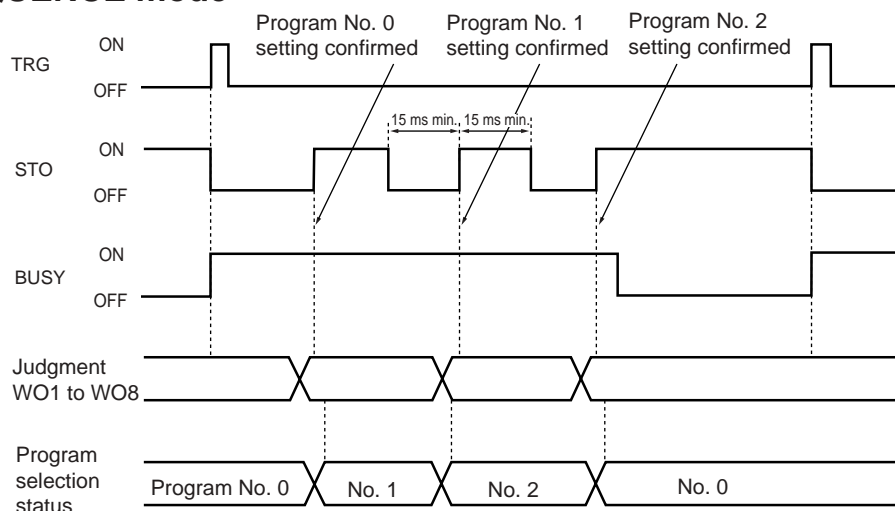 Program No. 0
setting confirmed
Program No. 1
setting confirmed
Program No. 2
setting confirmed
TRG
ON
OFF
15 ms min.
15 ms min.
STO
ON
OFF
BUSY
ON
OFF
Judgment
WO1 to WO8
Program
selection
status
Program No. 0
No. 1
No. 2
No. 0